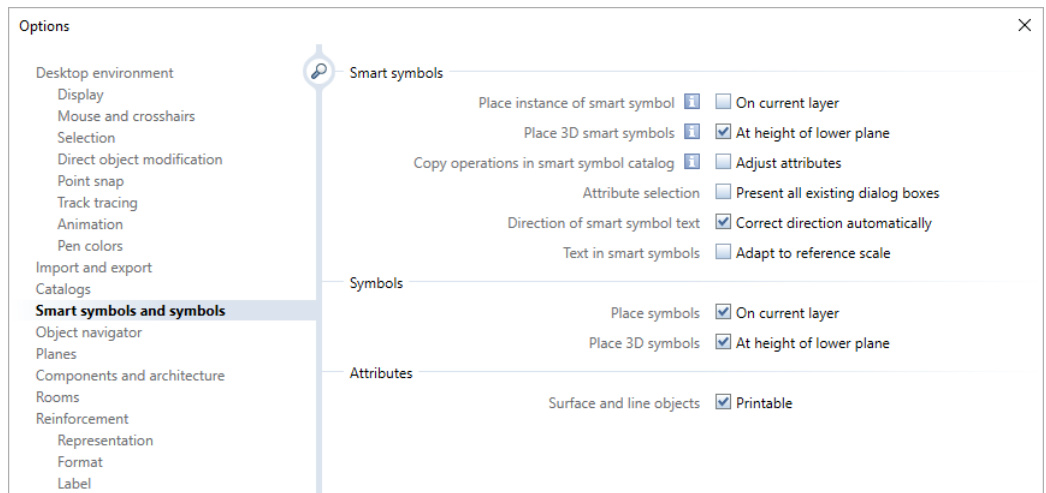 Options
Desktop environment
Display
Mouse and crosshairs
Selection
Direct object modification
Point snap
Track tracing
Animation
Pen colors
Import and export
Catalogs
Smart symbols and symbols
Object navigator
Planes
Components and architecture
Rooms
Reinforcement
Representation
Format
Label
Smart symbols
Place instance of smart symbol i On current layer
Place 3D smart symbols i At height of lower plane
Copy operations in smart symbol catalog i Adjust attributes
Attribute selection Present all existing dialog boxes
Direction of smart symbol text Correct direction automatically
Text in smart symbols Adapt to reference scale
Symbols
Place symbols On current layer
Place 3D symbols At height of lower plane
Attributes
Surface and line objects Printable